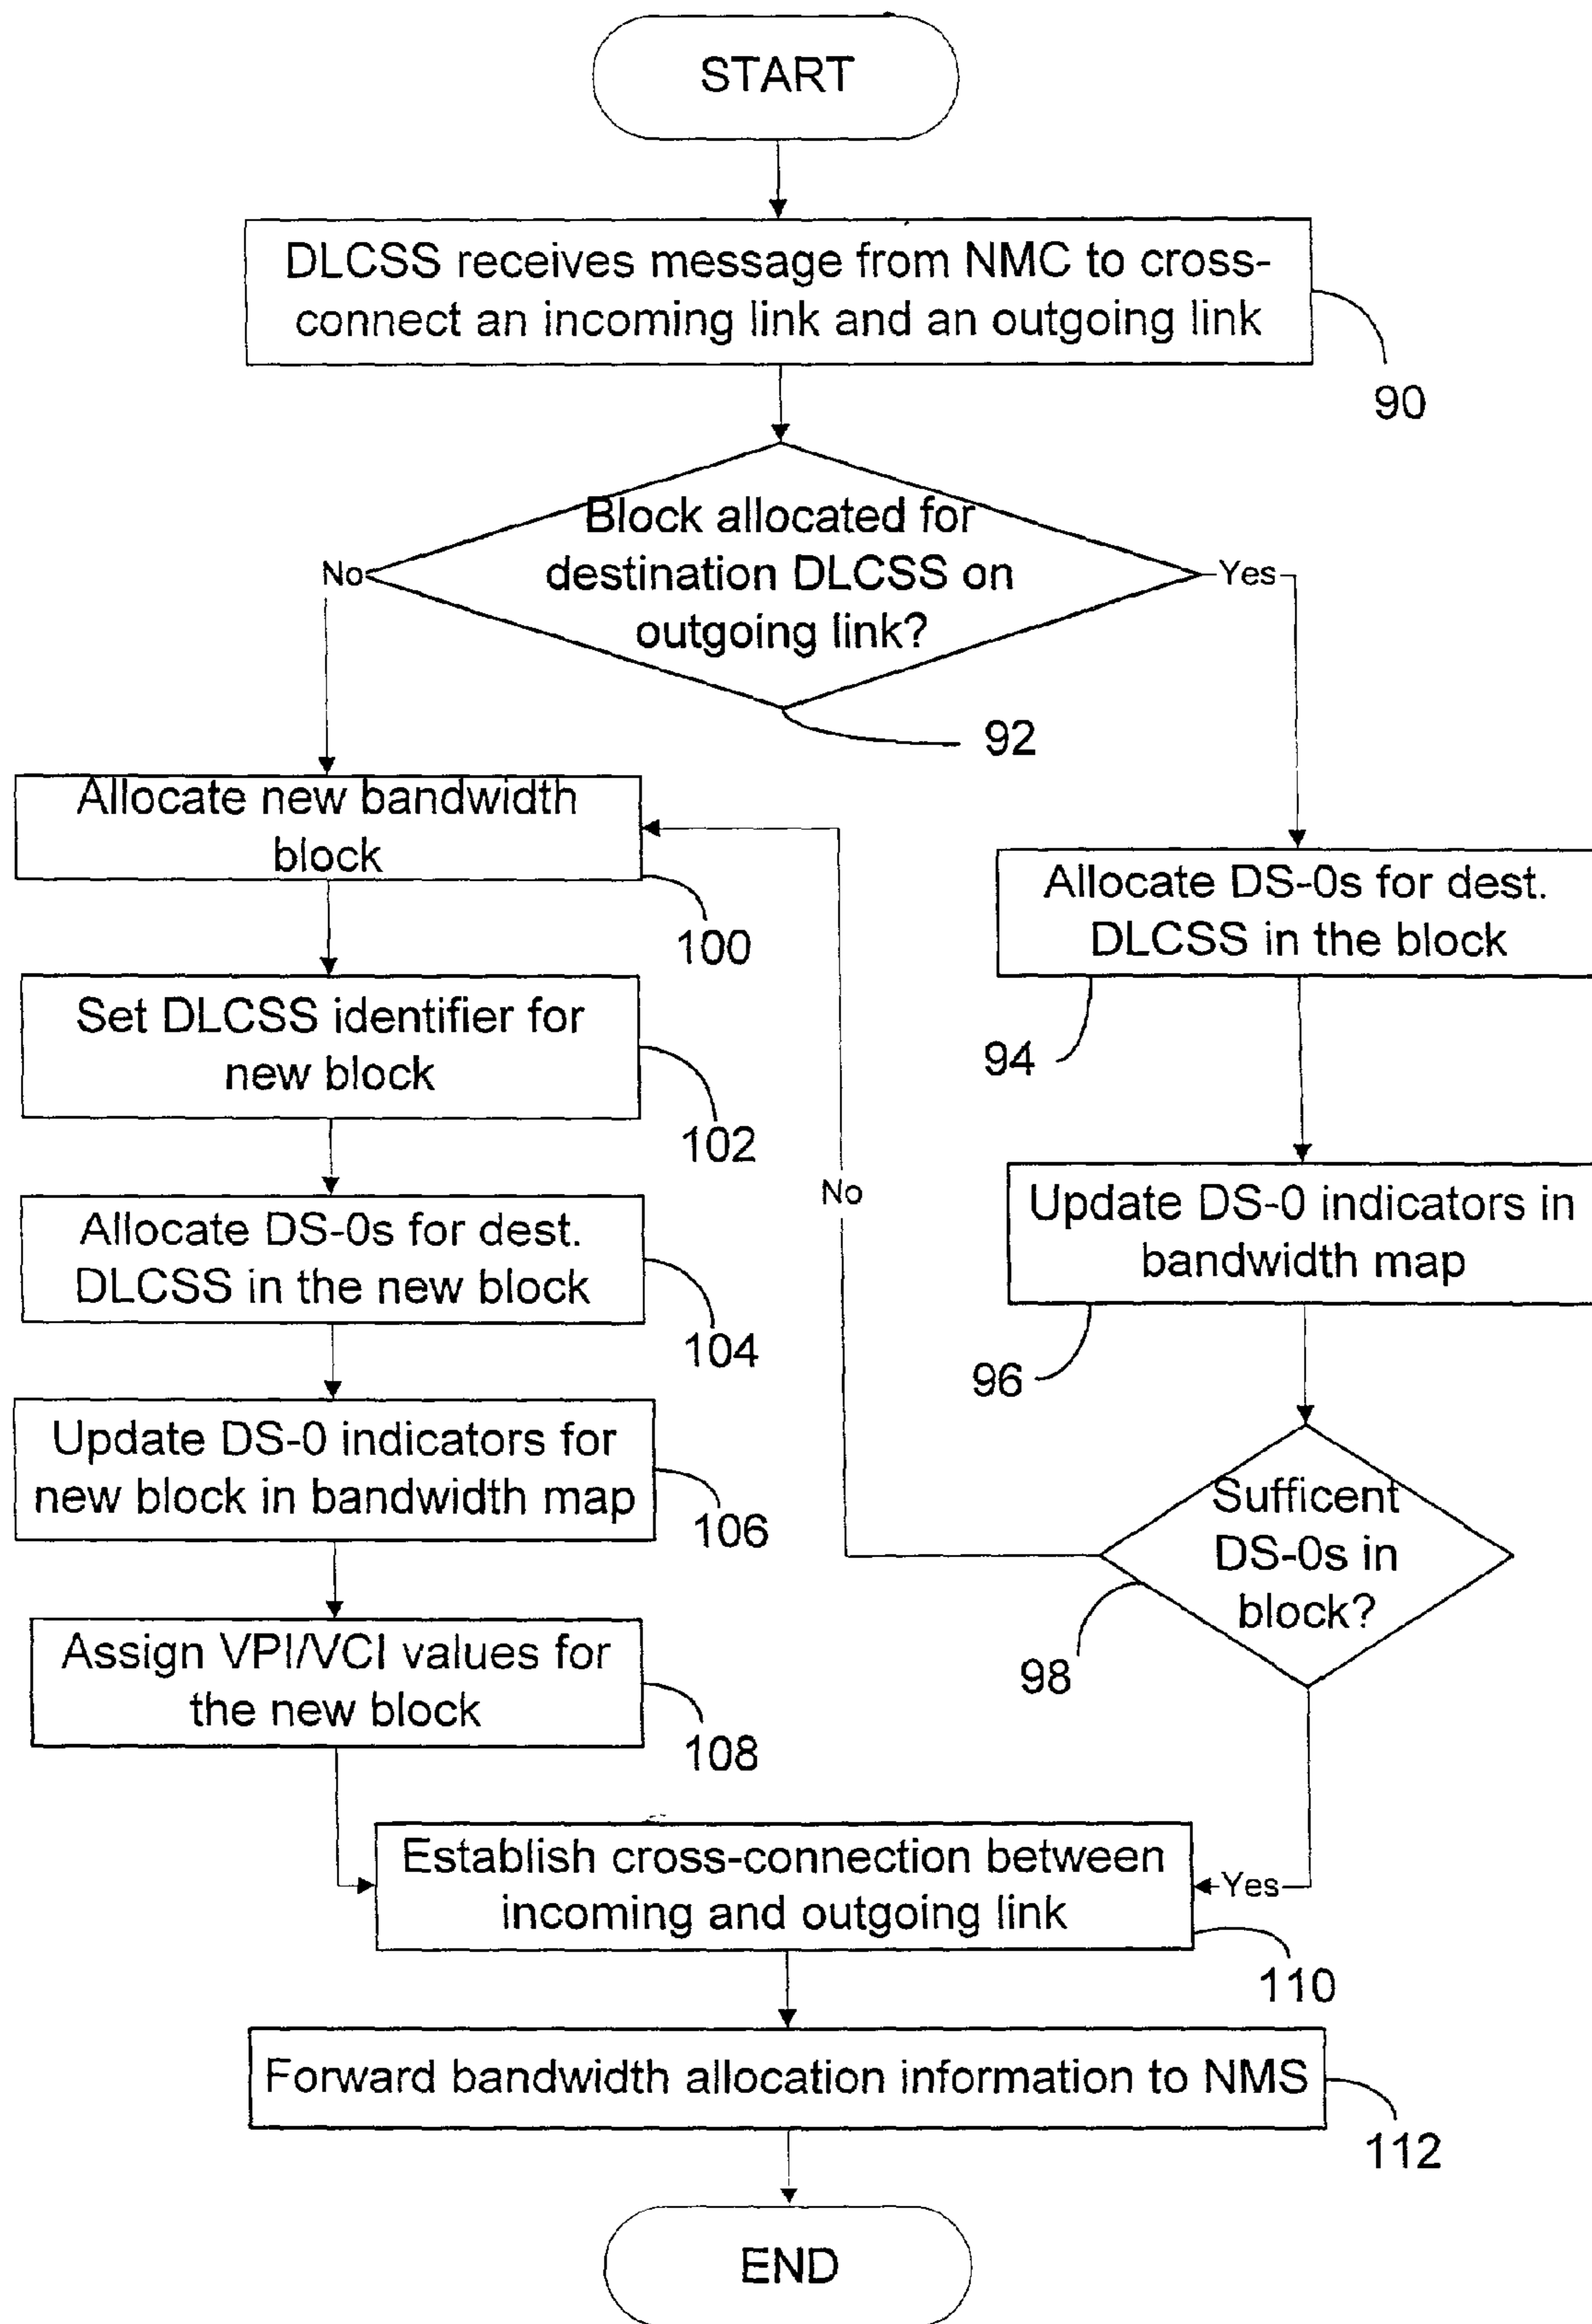 START
DLCSS receives message from NMC to cross-
connect an incoming link and an outgoing link
90
Block allocated for
destination DLCSS on
outgoing link?
No
Yes
92
Allocate new bandwidth
block
100
Allocate DS-0s for dest.
DLCSS in the block
94
Set DLCSS identifier for
new block
102
No
Update DS-0 indicators in
bandwidth map
96
Allocate DS-0s for dest.
DLCSS in the new block
104
Update DS-0 indicators for
new block in bandwidth map
106
Sufficent
DS-0s in
block?
98
Assign VPI/VCI values for
the new block
108
Establish cross-connection between
incoming and outgoing link
Yes
110
Forward bandwidth allocation information to NMS
112
END